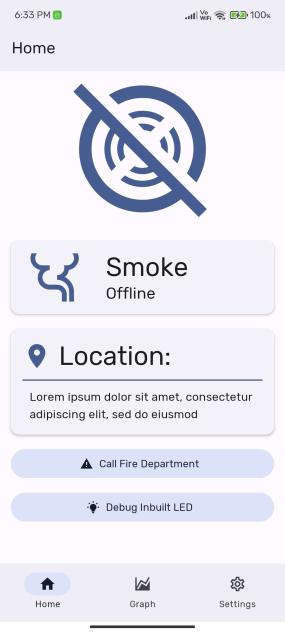 6:33 PM
Vo
WiFi
100%
Home
Smoke
Offline
Location:
Lorem ipsum dolor sit amet, consectetur
adipiscing elit, sed do eiusmod
Call Fire Department
Debug Inbuilt LED
Home
Graph
Settings